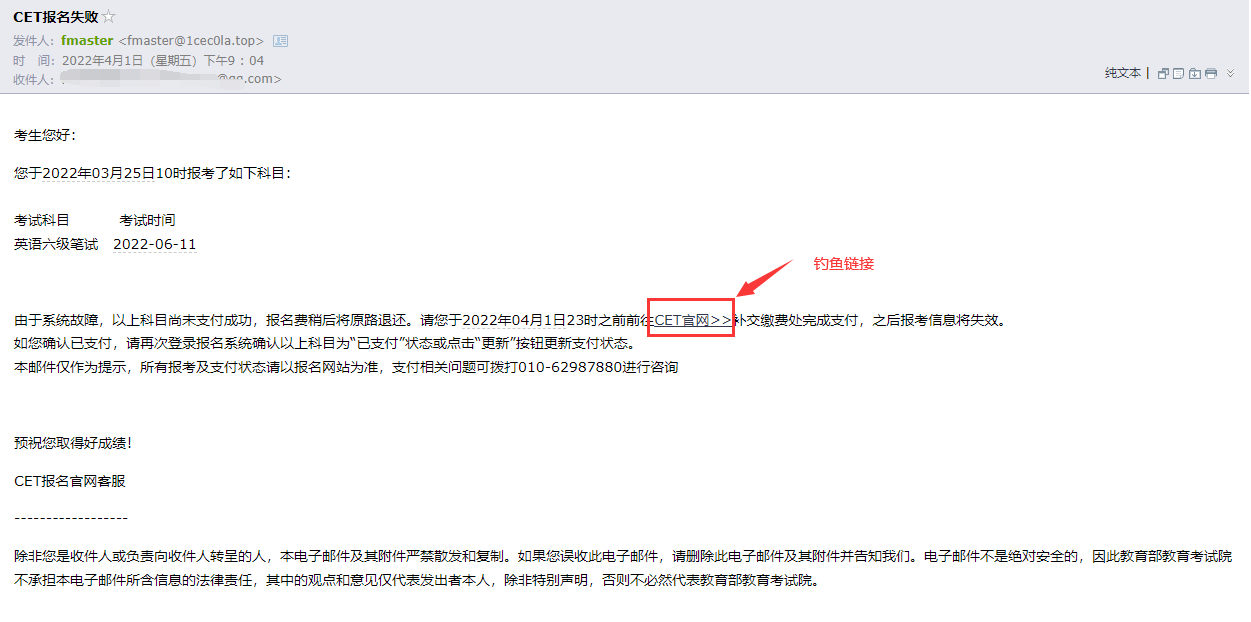 CET报名失败
发件人：fmaster <fmaster@1cec0la.top>
时 间：2022年4月1日（星期五）下午9：04
收件人： @qq.com>
纯文本 |
考生您好：
您于2022年03月25日10时报考了如下科目：
考试科目 考试时间
英语六级笔试 2022-06-11
钓鱼链接
由于系统故障，以上科目尚未支付成功，报名费稍后将原路退还。请您于2022年04月1日23时之前前往CET官网>>补交缴费处完成支付，之后报考信息将失效。
如您确认已支付，请再次登录报名系统确认以上科目为“已支付”状态或点击“更新”按钮更新支付状态。
本邮件仅作为提示，所有报考及支付状态请以报名网站为准，支付相关问题可拨打010-62987880进行咨询
预祝您取得好成绩！
CET报名官网客服
------------------
除非您是收件人或负责向收件人转呈的人，本电子邮件及其附件严禁散发和复制。如果您误收此电子邮件，请删除此电子邮件及其附件并告知我们。电子邮件不是绝对安全的，因此教育部教育考试院
不承担本电子邮件所含信息的法律责任，其中的观点和意见仅代表发出者本人，除非特别声明，否则不必然代表教育部教育考试院。